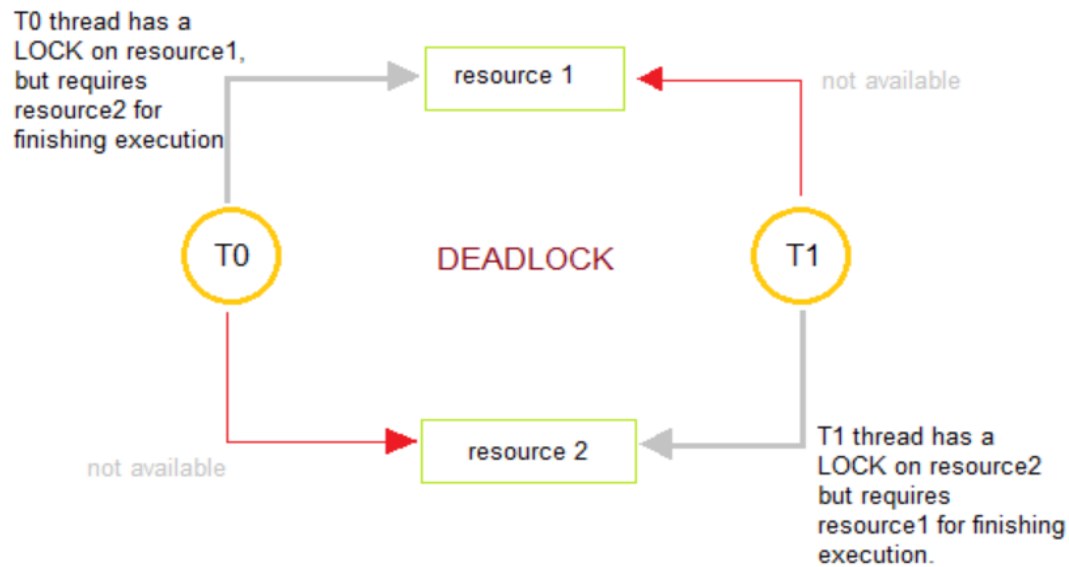 T0 thread has a
LOCK on resource1,
but requires
resource2 for
finishing execution
resource 1
not available
T0
DEADLOCK
T1
not available
resource 2
T1 thread has a
LOCK on resource2
but requires
resource1 for finishing
execution.